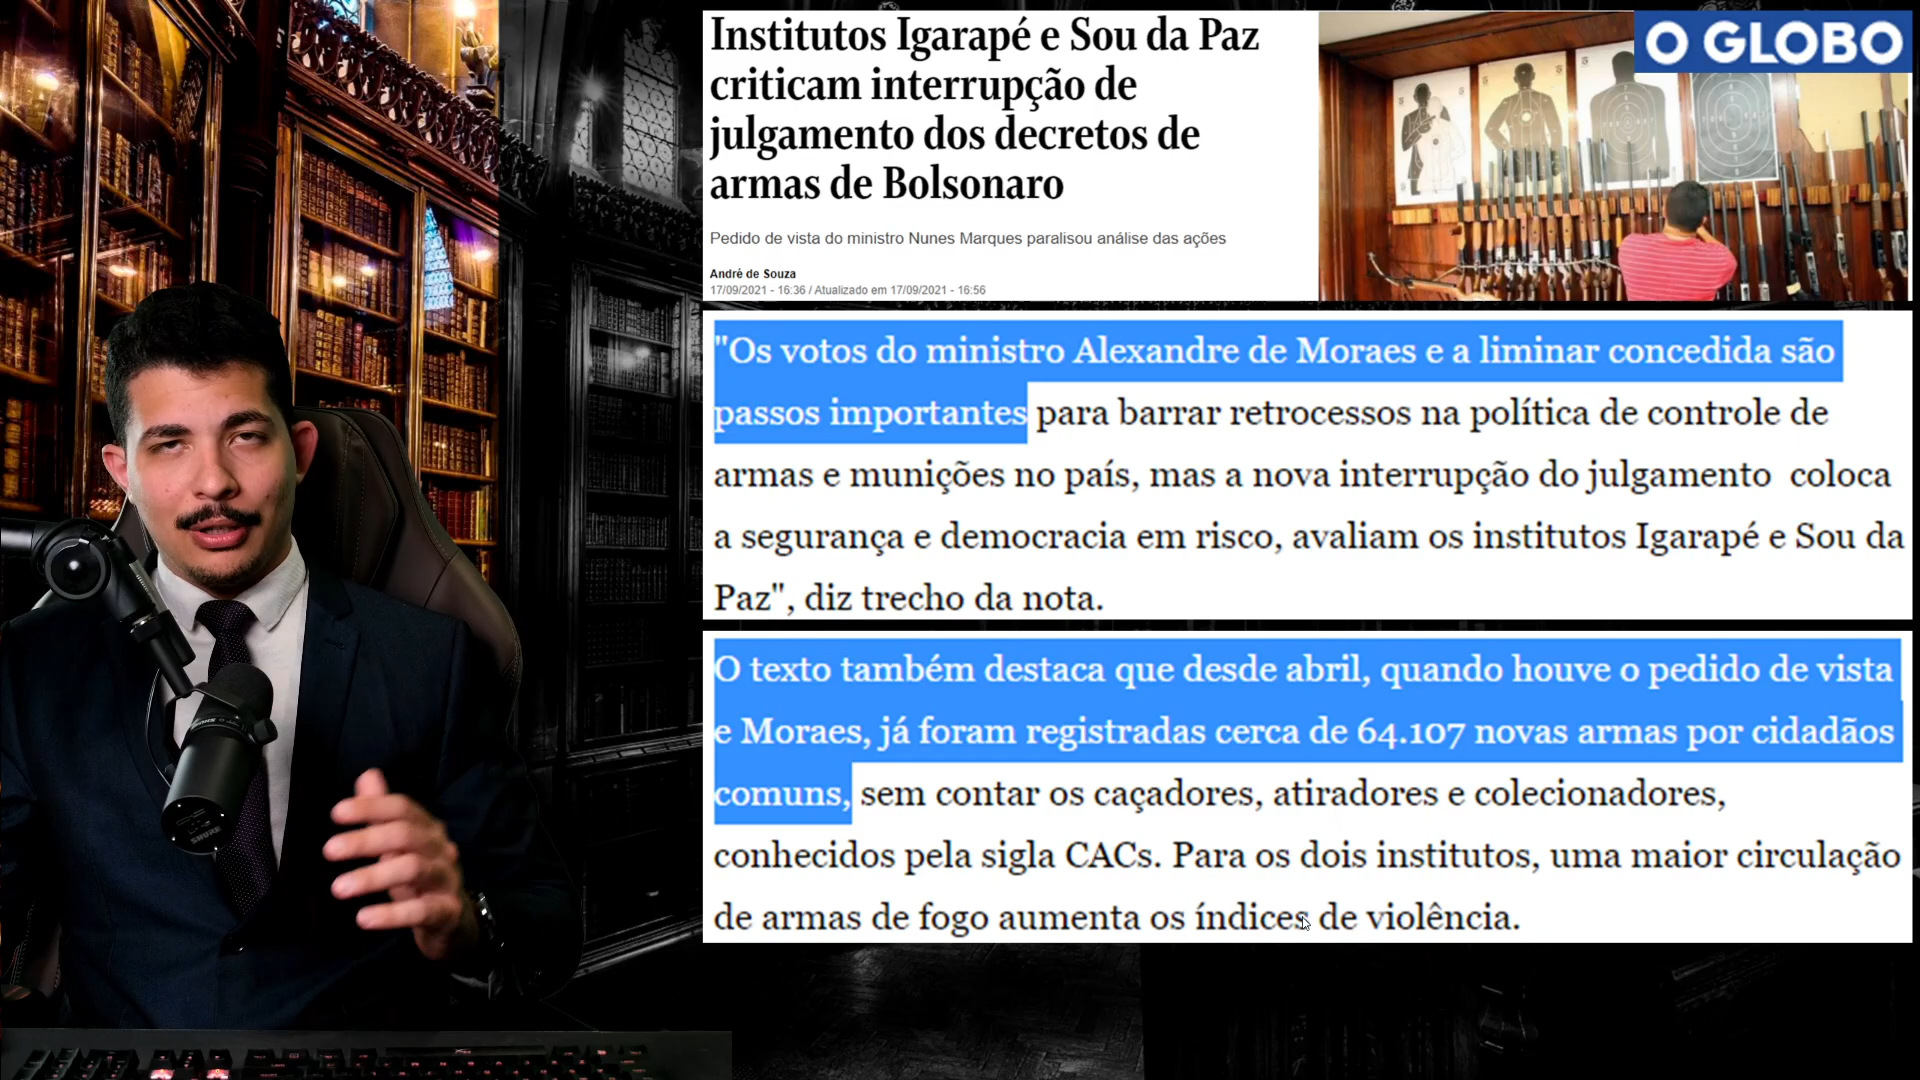 Institutos Igarapé e Sou da Paz
criticam interrupção de
julgamento dos decretos de
armas de Bolsonaro
Pedido de vista do ministro Nunes Marques paralisou análise das ações
André de Souza
17/09/2021 - 16:36 / Atualizado em 17/09/2021 - 16:56
O GLOBO
"Os votos do ministro Alexandre de Moraes e a liminar concedida são
passos importantes para barrar retrocessos na política de controle de
armas e munições no país, mas a nova interrupção do julgamento coloca
a segurança e democracia em risco, avaliam os institutos Igarapé e Sou da
Paz", diz trecho da nota.
O texto também destaca que desde abril, quando houve o pedido de vista
e Moraes, já foram registradas cerca de 64.107 novas armas por cidadãos
comuns, sem contar os caçadores, atiradores e colecionadores,
conhecidos pela sigla CACs. Para os dois institutos, uma maior circulação
de armas de fogo aumenta os índices de violência.
SHURE
SHURE